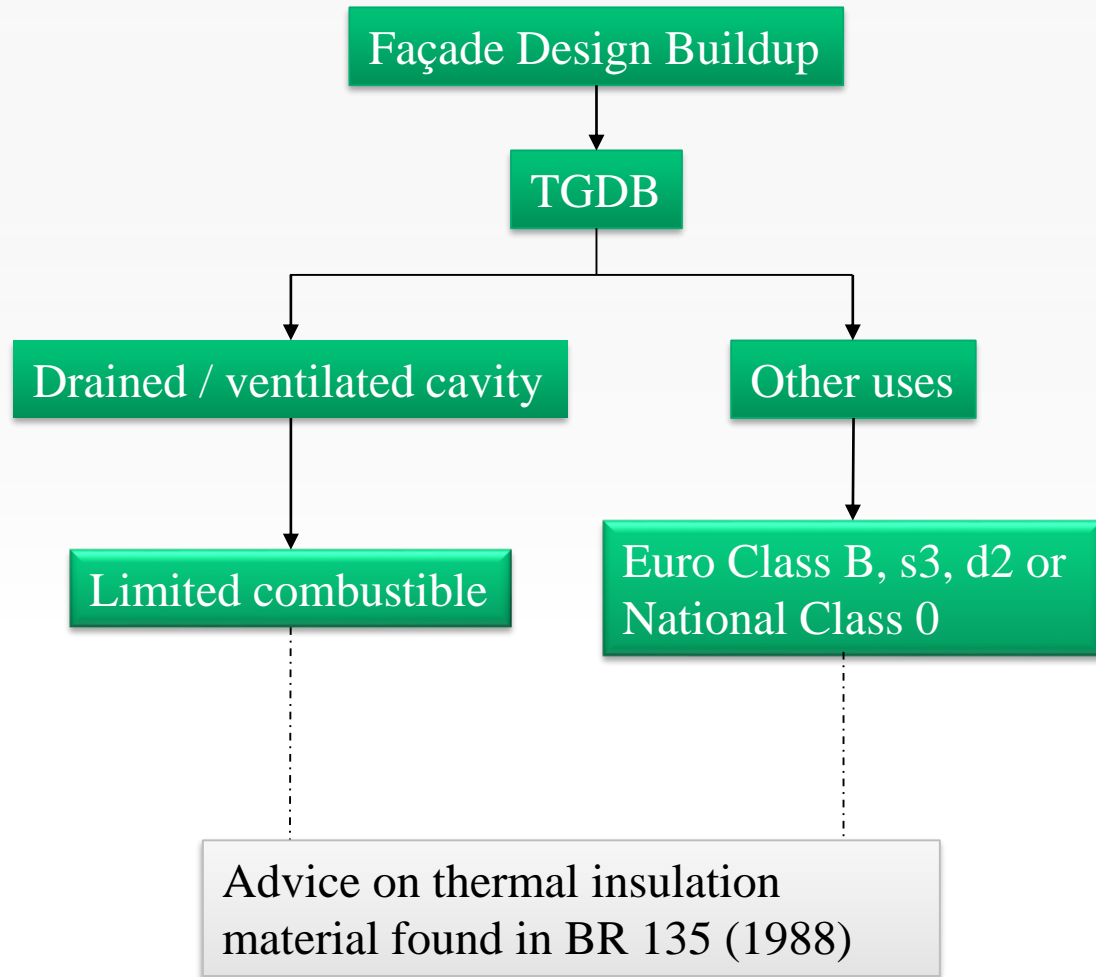 Façade Design Buildup
TGDB
Drained / ventilated cavity
Other uses
Limited combustible
Euro Class B, s3, d2 or
National Class 0
Advice on thermal insulation
material found in BR 135 (1988)